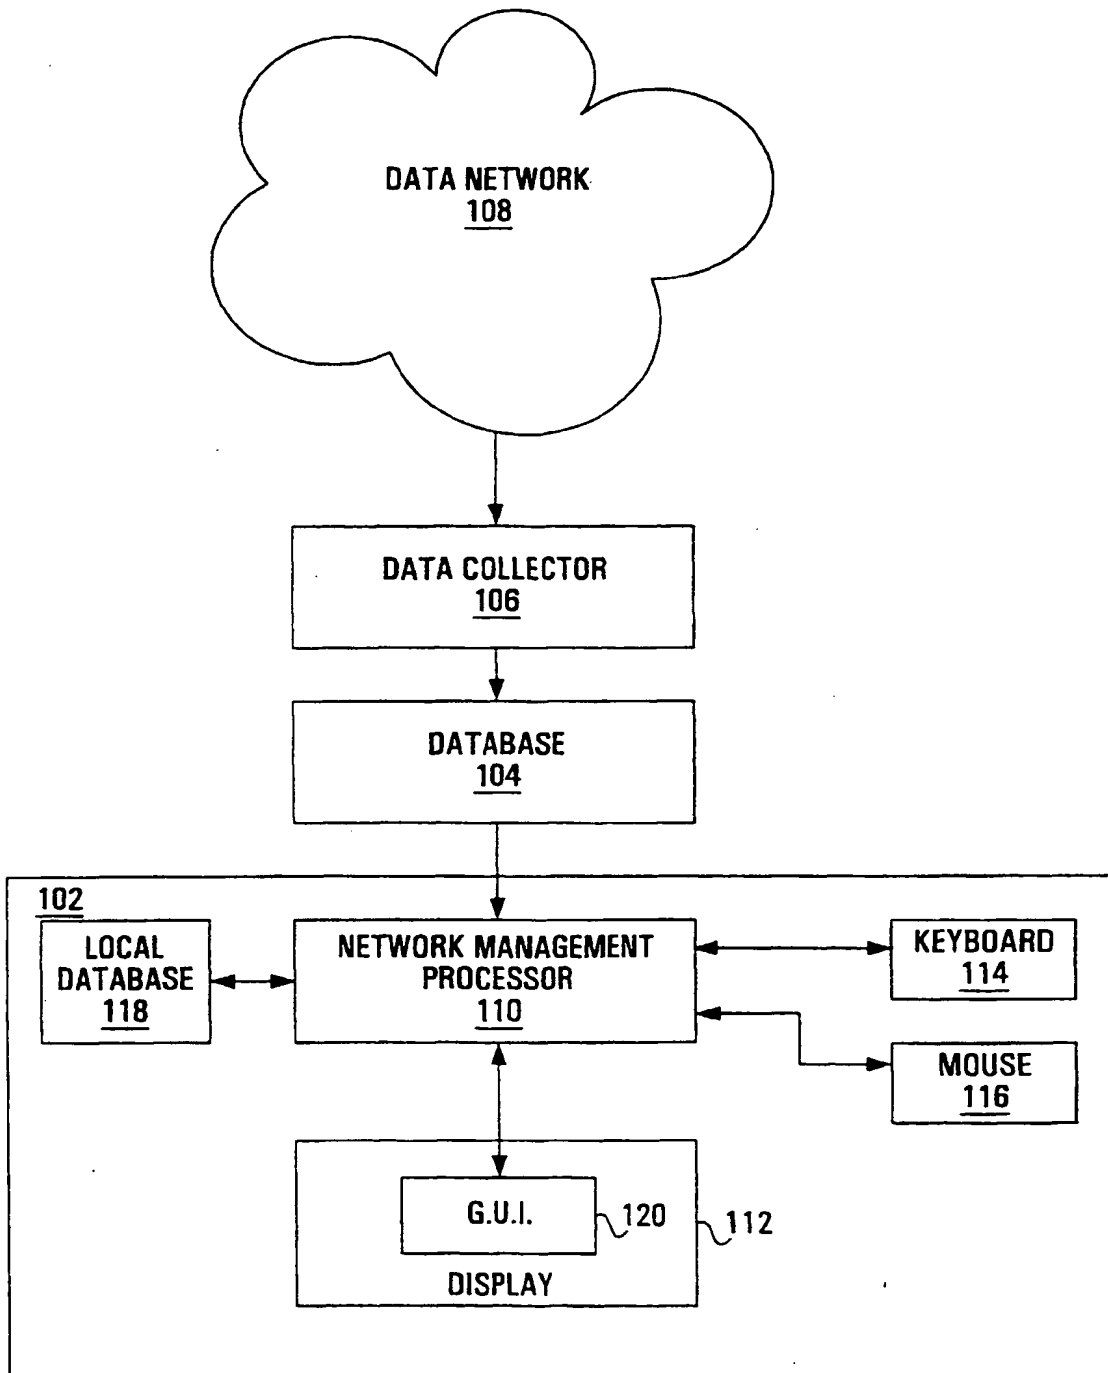 DATA NETWORK
108
DATA COLLECTOR
106
DATABASE
104
102
LOCAL
DATABASE
118
NETWORK MANAGEMENT
PROCESSOR
110
KEYBOARD
114
MOUSE
116
G.U.I.
120
112
DISPLAY